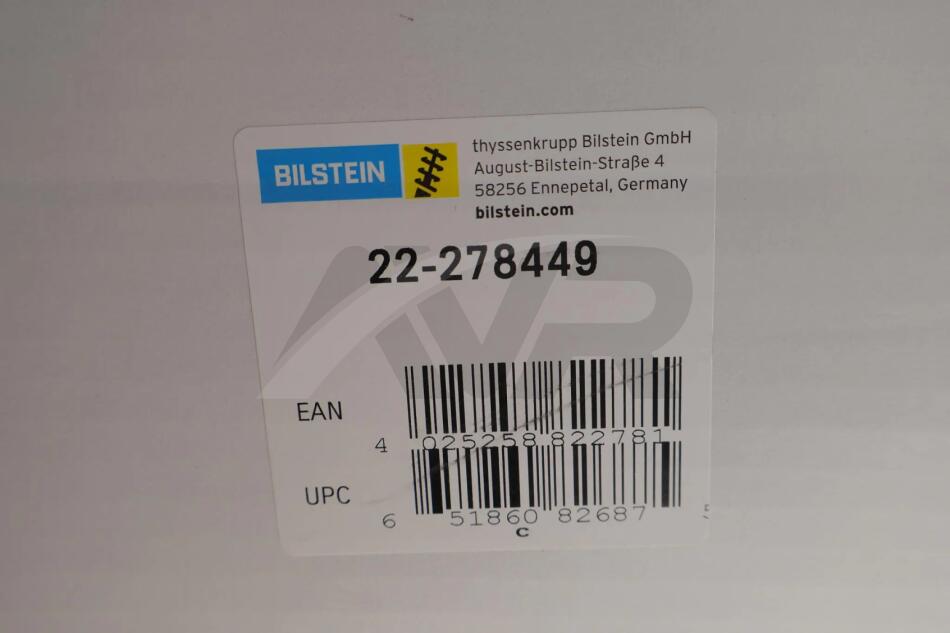 BILSTEIN
thyssenkrupp Bilstein GmbH
August-Bilstein-Straße 4
58256 Ennepetal, Germany
bilstein.com
22-278449
AVR
EAN
4 025258 822781
UPC
6 51860 82687
C